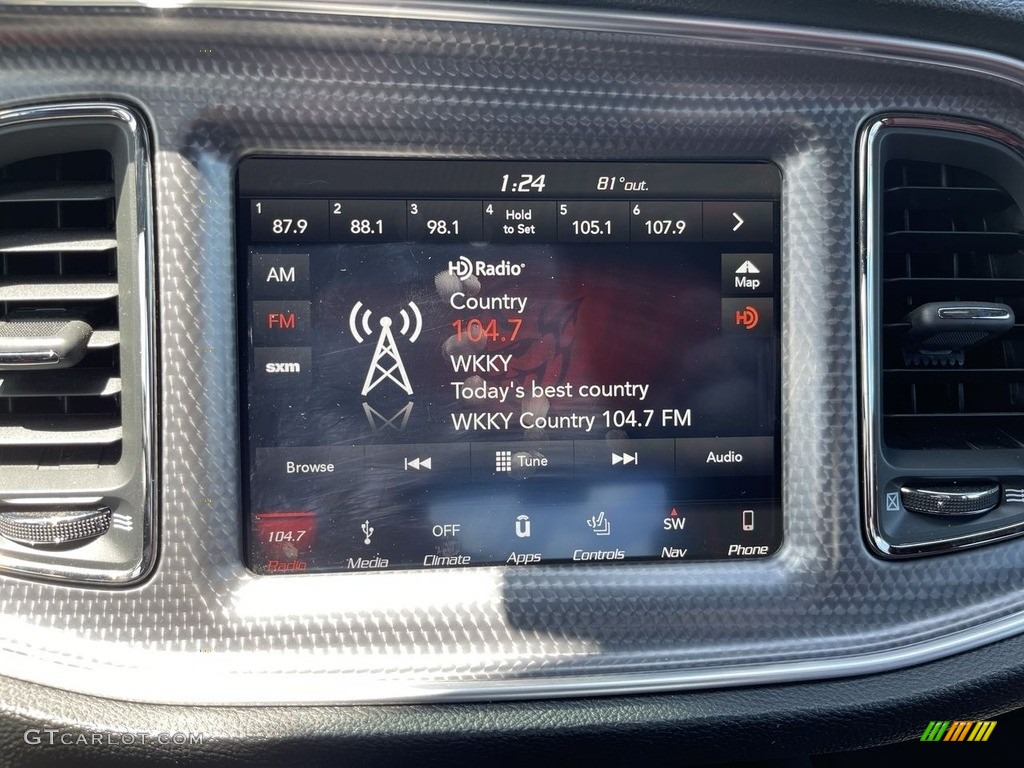 1:24 81°out.
1 87.9 2 88.1 3 98.1 4 Hold to Set 5 105.1 6 107.9
AM
HD Radio
Map
Country
FM
104.7
HD
WKKY
sxm
Today's best country
WKKY Country 104.7 FM
Browse Tune Audio
104.7 OFF û SW
Radio Media Climate Apps Controls Nav Phone
GTCARLOT.COM